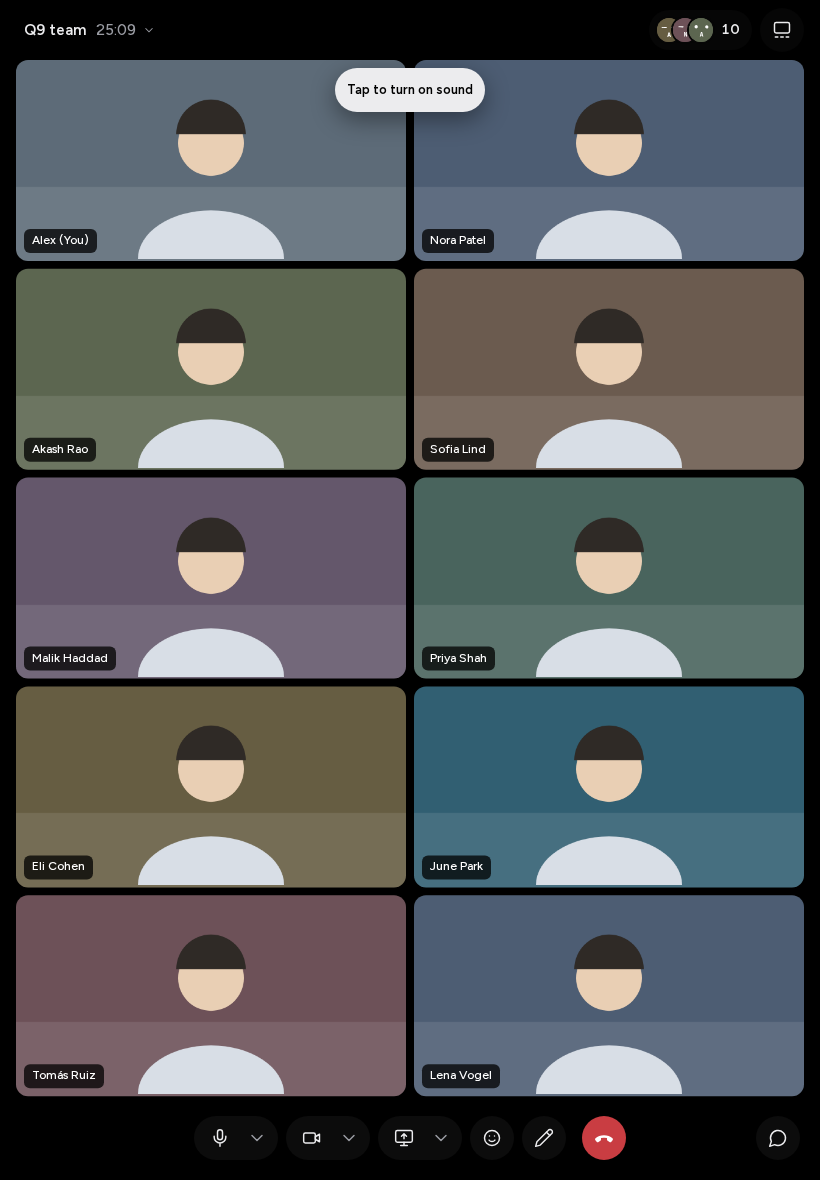 Q9 team 25:09
10
Tap to turn on sound
Alex (You)
Nora Patel
Akash Rao
Sofia Lind
Malik Haddad
Priya Shah
Eli Cohen
June Park
Tomás Ruiz
Lena Vogel